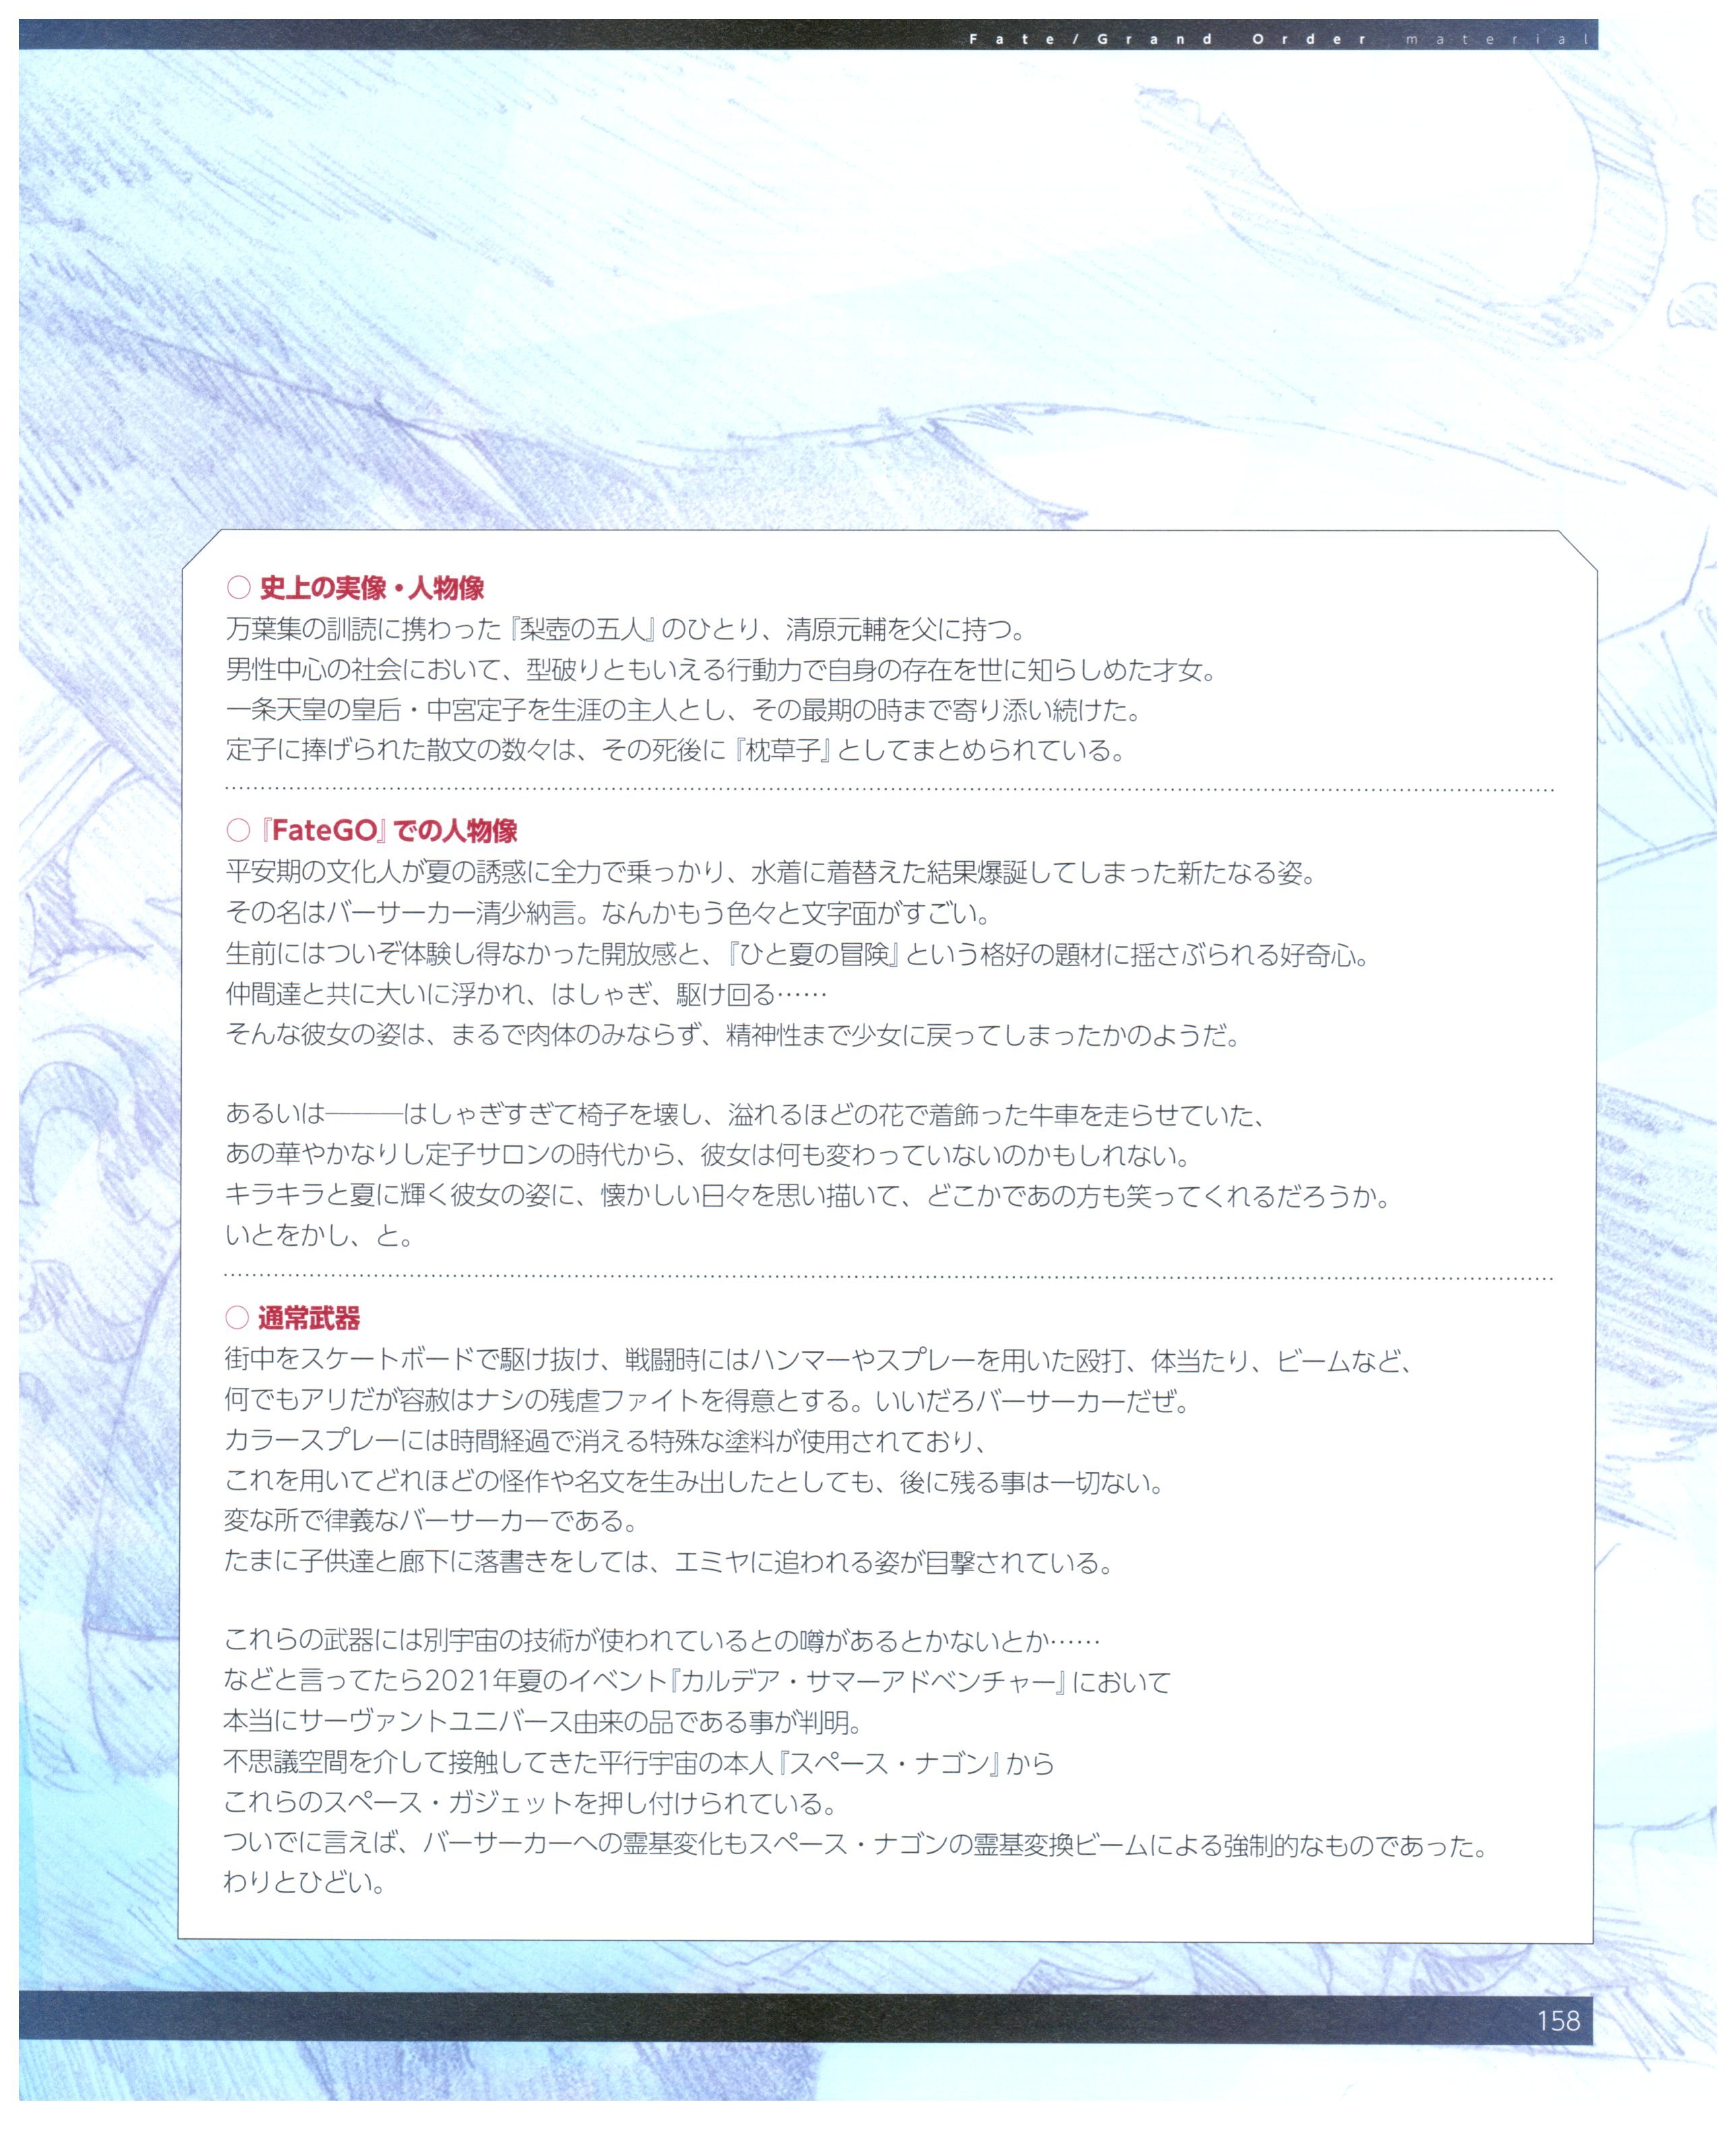 Fate/Grand Order material
○ 史上の実像・人物像
万葉集の訓読に携わった『梨壺の五人』のひとり、清原元輔を父に持つ。
男性中心の社会において、型破りともいえる行動力で自身の存在を世に知らしめた才女。
一条天皇の皇后・中宮定子を生涯の主人とし、その最期の時まで寄り添い続けた。
定子に捧げられた散文の数々は、その死後に『枕草子』としてまとめられている。
○ 『FateGO』での人物像
平安期の文化人が夏の誘惑に全力で乗っかり、水着に着替えた結果爆誕してしまった新たなる姿。
その名はバーサーカー清少納言。なんかもう色々と文字面がすごい。
生前にはついぞ体験し得なかった開放感と、『ひと夏の冒険』という格好の題材に揺さぶられる好奇心。
仲間達と共に大いに浮かれ、はしゃぎ、駆け回る……
そんな彼女の姿は、まるで肉体のみならず、精神性まで少女に戻ってしまったかのようだ。
あるいは―――はしゃぎすぎて椅子を壊し、溢れるほどの花で着飾った牛車を走らせていた、
あの華やかなりし定子サロンの時代から、彼女は何も変わっていないのかもしれない。
キラキラと夏に輝く彼女の姿に、懐かしい日々を思い描いて、どこかであの方も笑ってくれるだろうか。
いとをかし、と。
○ 通常武器
街中をスケートボードで駆け抜け、戦闘時にはハンマーやスプレーを用いた殴打、体当たり、ビームなど、
何でもアリだが容赦はナシの残虐ファイトを得意とする。いいだろバーサーカーだぜ。
カラースプレーには時間経過で消える特殊な塗料が使用されており、
これを用いてどれほどの怪作や名文を生み出したとしても、後に残る事は一切ない。
変な所で律義なバーサーカーである。
たまに子供達と廊下に落書きをしては、エミヤに追われる姿が目撃されている。
これらの武器には別宇宙の技術が使われているとの噂があるとかないとか……
などと言ってたら2021年夏のイベント『カルデア・サマーアドベンチャー』において
本当にサーヴァントユニバース由来の品である事が判明。
不思議空間を介して接触してきた平行宇宙の本人『スペース・ナゴン』から
これらのスペース・ガジェットを押し付けられている。
ついでに言えば、バーサーカーへの霊基変化もスペース・ナゴンの霊基変換ビームによる強制的なものであった。
わりとひどい。
158